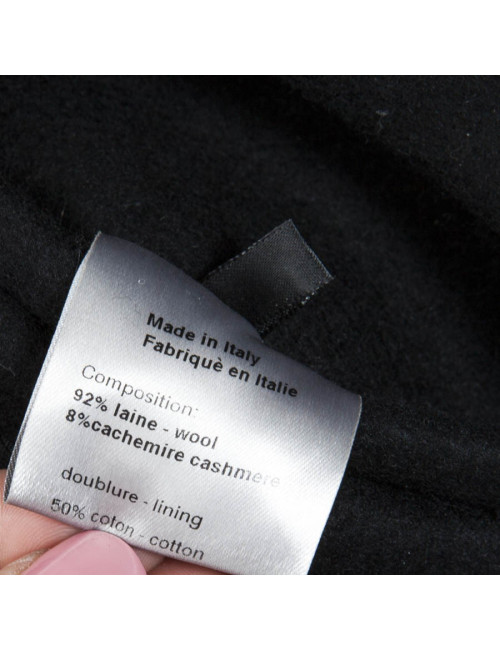 Made in Italy
Fabriquè en Italie
Composition:
92% laine - wool
8%cachemire cashmere
doublure - lining
50% coton - cotton